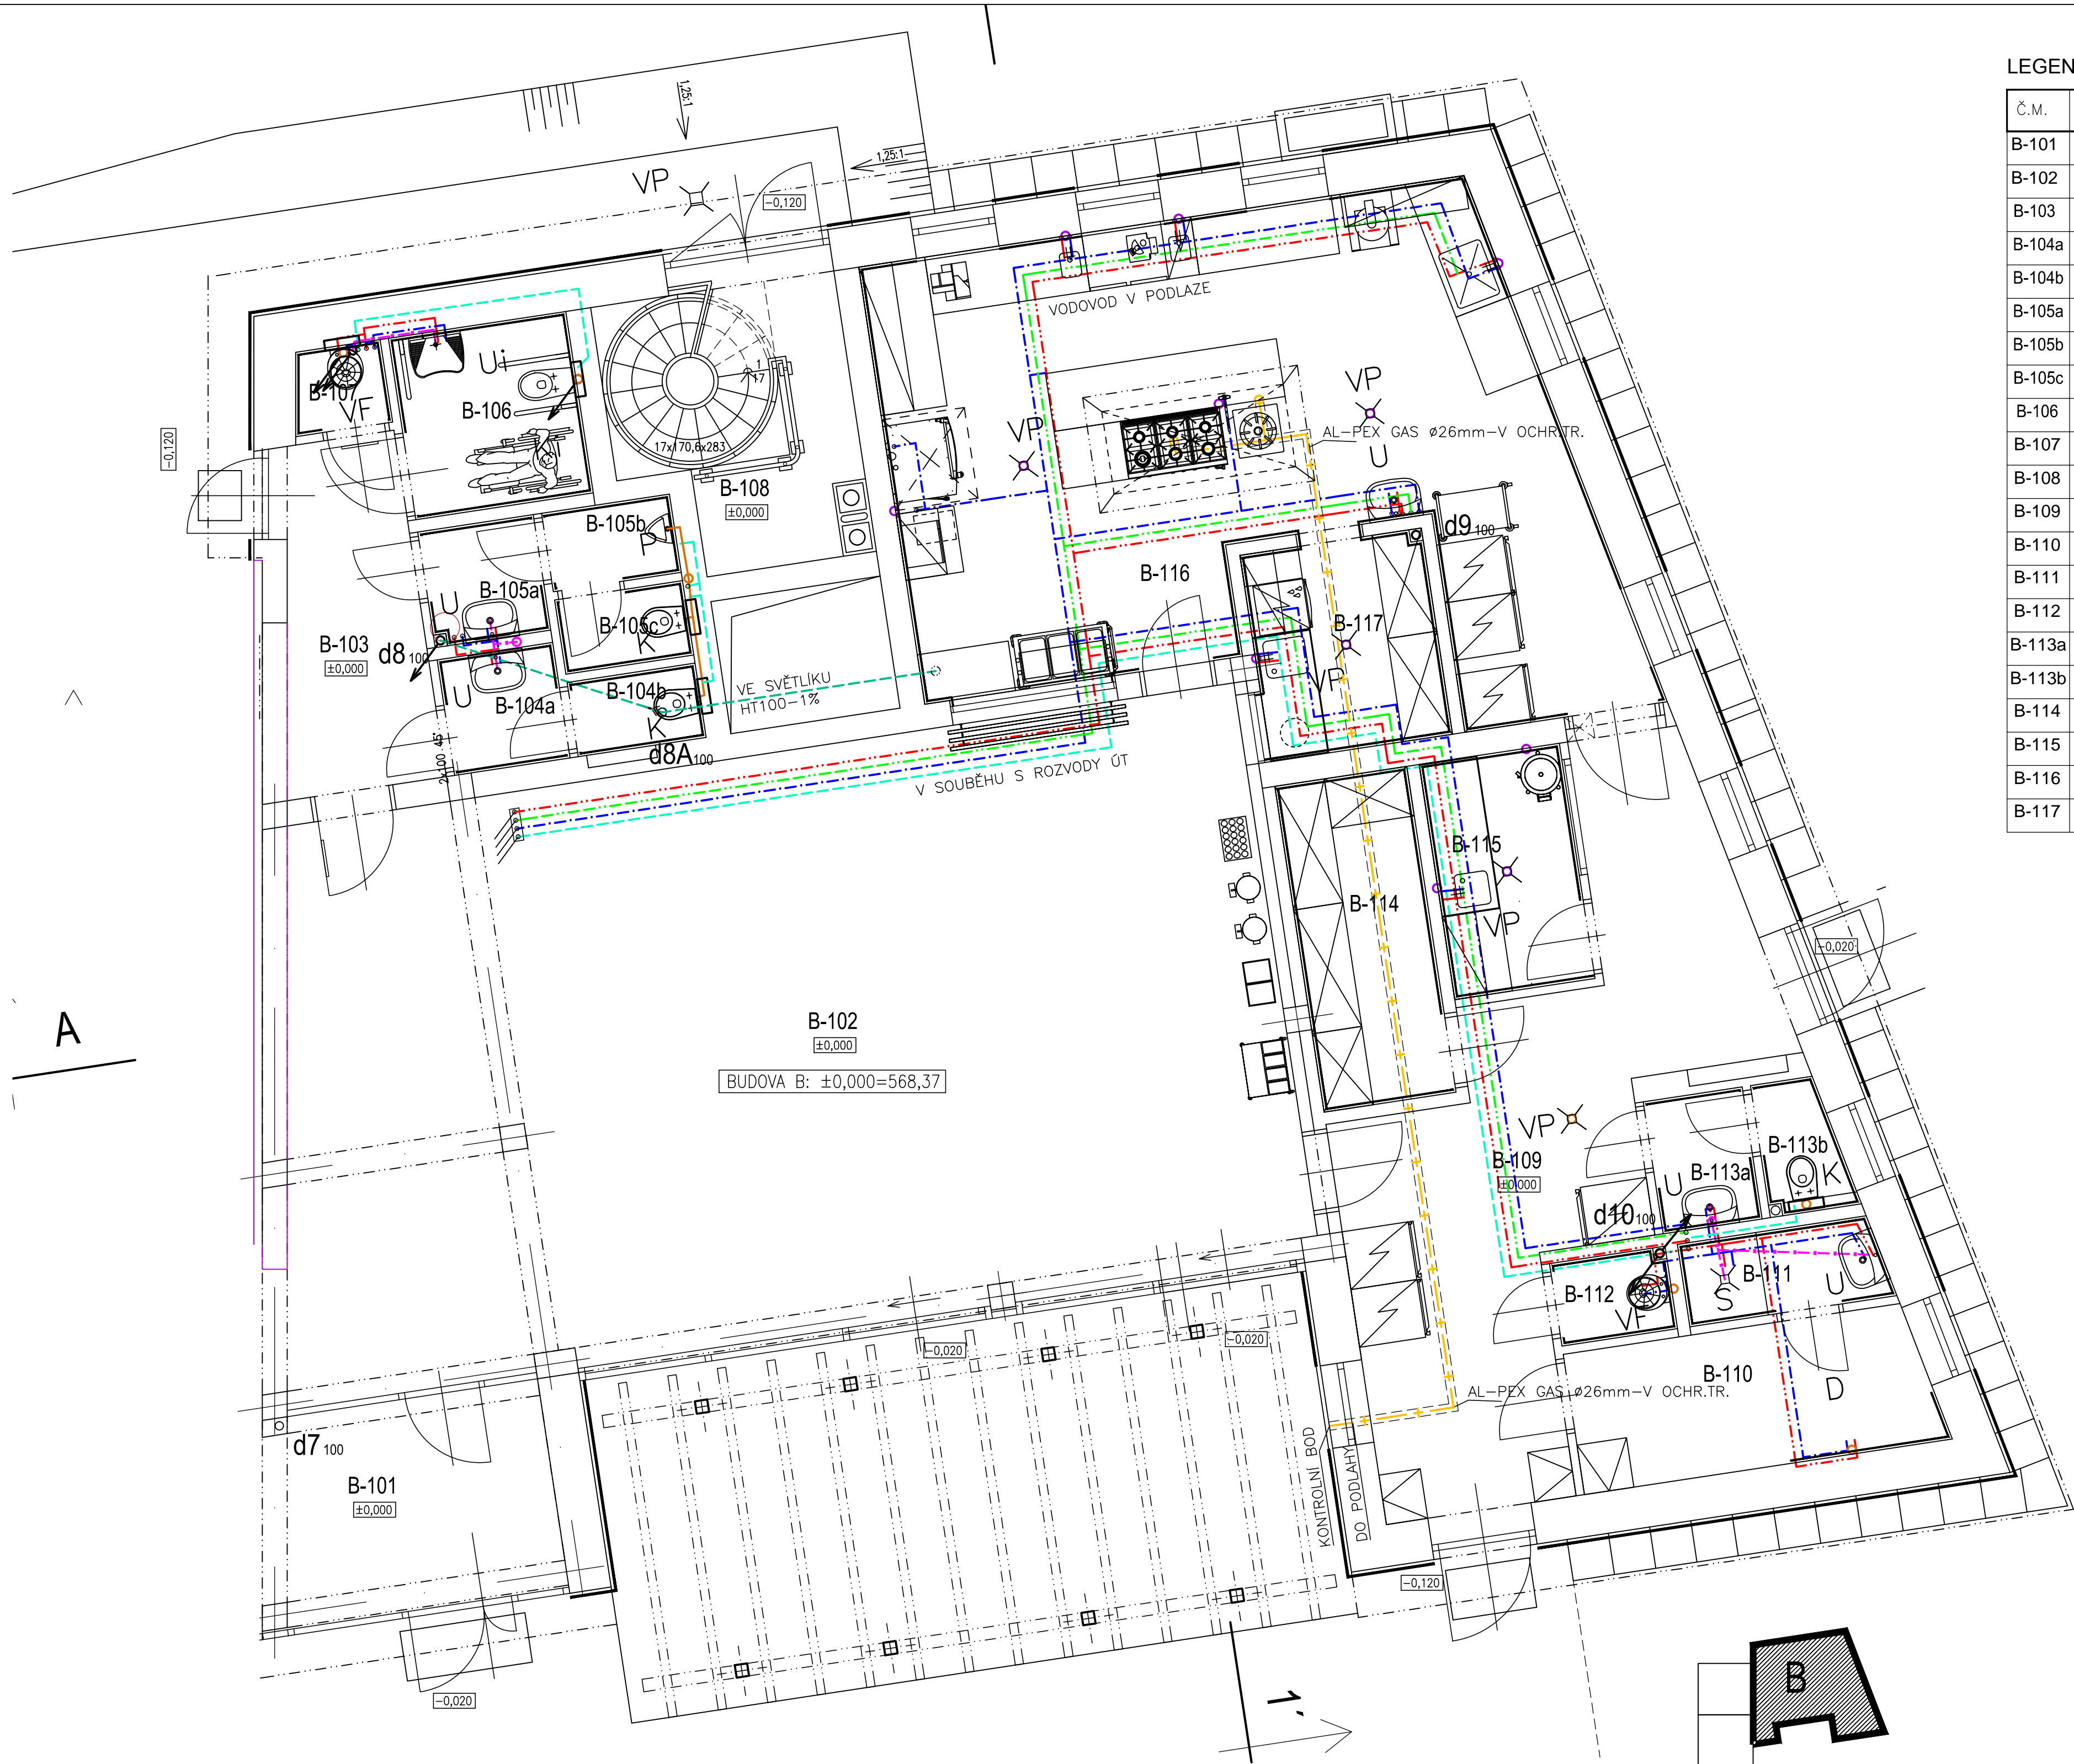 LEGEN
Č.M.
B-101
B-102
B-103
B-104a
B-104b
B-105a
B-105b
B-105c
B-106
B-107
B-108
B-109
B-110
B-111
B-112
B-113a
B-113b
B-114
B-115
B-116
B-117
1,25:1
1,25:1
VP
-0,120
VODOVOD V PODLAZE
B-107
VF
Ui
B-106
1
17
17x170,6x283
-0,120
VP
VP
AL-PEX GAS ø26mm-V OCHR.TR.
U
B-108
±0,000
d9 100
B-105b
P
B-105a
U
B-116
B-117
VP
B-103
±0,000
d8 100
B-105c
K
U
B-104a
B-104b
K
VE SVĚTLÍKU
HT100-1%
d8A100
2x100 45°
V SOUBĚHU S ROZVODY ÚT
B-115
VP
B-114
-0,020
A
B-102
±0,000
BUDOVA B: ±0,000=568,37
VP
B-109
±0,000
B-113a
U
B-113b
K
d10100
B-112
VF
B-111
S
U
-0,020
-0,020
B-110
D
AL-PEX GAS ø26mm-V OCHR.TR.
KONTROLNÍ BOD
DO PODLAHY
d7 100
B-101
±0,000
-0,120
-0,020
1'
B